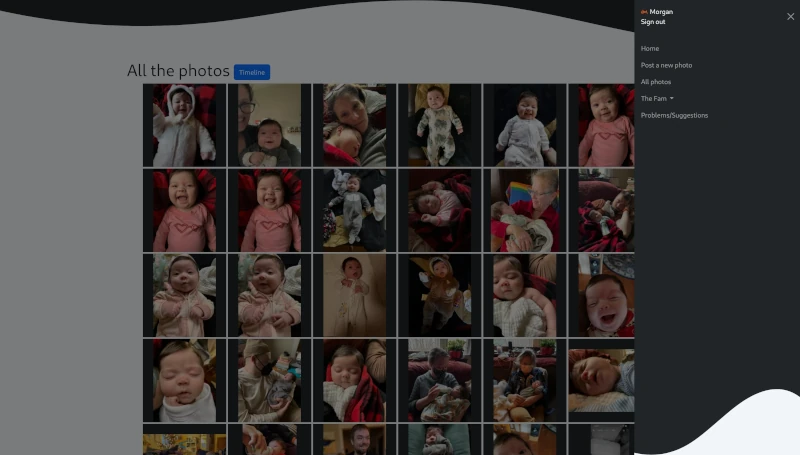 All the photos Timeline
Morgan
Sign out
Home
Post a new photo
All photos
The Fam
Problems/Suggestions